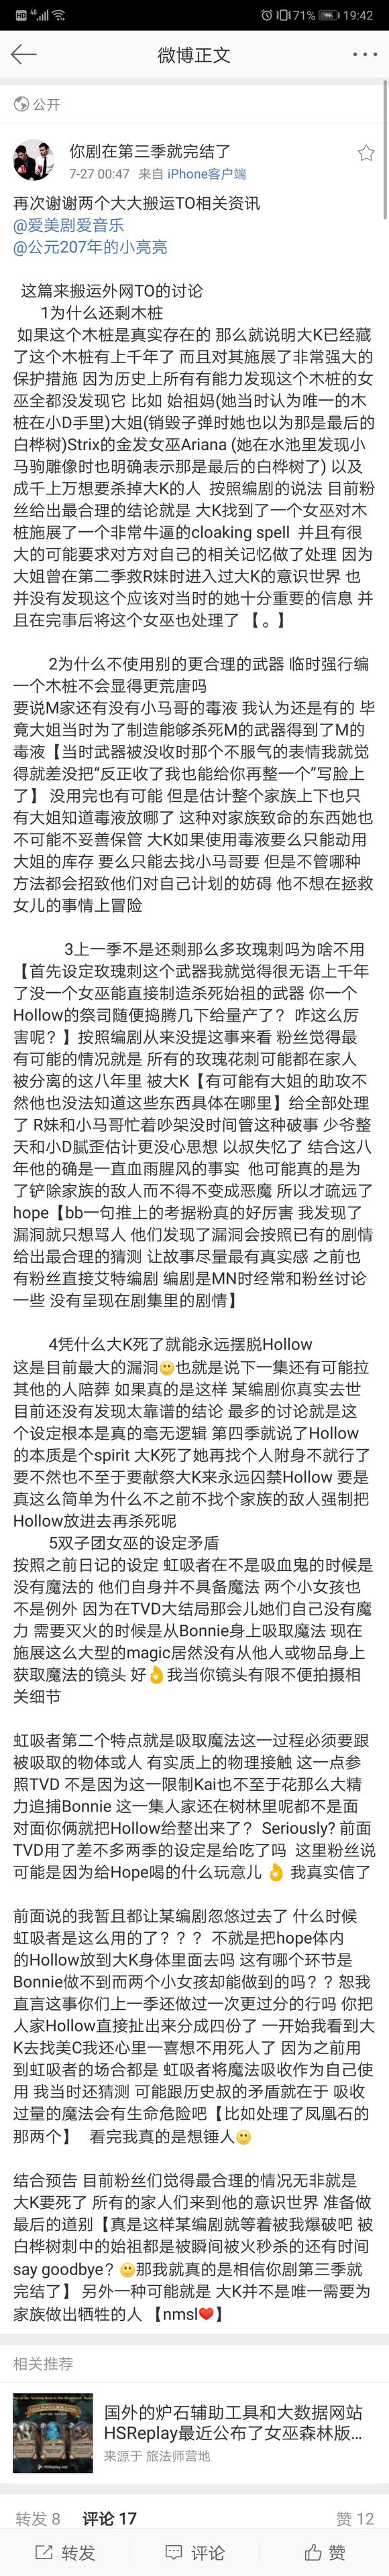 HD 4G 71% 19:42
微博正文
公开
你剧在第三季就完结了
7-27 00:47 来自 iPhone客户端
再次谢谢两个大大搬运TO相关资讯
@爱美剧爱音乐
@公元207年的小亮亮
这篇来搬运外网TO的讨论
1为什么还剩木桩
如果这个木桩是真实存在的 那么就说明大K已经藏
了这个木桩有上千年了 而且对其施展了非常强大的
保护措施 因为历史上所有有能力发现这个木桩的女
巫全都没发现它 比如 始祖妈(她当时认为唯一的木
桩在小D手里)大姐(销毁子弹时她也以为那是最后的
白桦树)Strix的金发女巫Ariana (她在水池里发现小
马驹雕像时也明确表示那是最后的白桦树了) 以及
成千上万想要杀掉大K的人  按照编剧的说法 目前粉
丝给出最合理的结论就是 大K找到了一个女巫对木
桩施展了一个非常牛逼的cloaking spell  并且有很
大的可能要求对方对自己的相关记忆做了处理 因为
大姐曾在第二季救R妹时进入过大K的意识世界 也
并没有发现这个应该对当时的她十分重要的信息 并
且在完事后将这个女巫也处理了 【 。】
2为什么不使用别的更合理的武器 临时强行编
一个木桩不会显得更荒唐吗
要说M家还有没有小马哥的毒液 我认为还是有的 毕
竟大姐当时为了制造能够杀死M的武器得到了M的
毒液【当时武器被没收时那个不服气的表情我就觉
得就差没把“反正收了我也能给你再整一个”写脸上
了】 没用完也有可能 但是估计整个家族上下也只
有大姐知道毒液放哪了 这种对家族致命的东西她也
不可能不妥善保管 大K如果使用毒液要么只能动用
大姐的库存 要么只能去找小马哥要 但是不管哪种
方法都会招致他们对自己计划的妨碍 他不想在拯救
女儿的事情上冒险
3上一季不是还剩那么多玫瑰刺吗为啥不用
【首先设定玫瑰刺这个武器我就觉得很无语上千年
了没一个女巫能直接制造杀死始祖的武器 你一个
Hollow的祭司随便捣腾几下给量产了？ 咋这么厉
害呢？】按照编剧从来没提这事来看 粉丝觉得最
有可能的情况就是 所有的玫瑰花刺可能都在家人
被分离的这八年里 被大K【有可能有大姐的助攻不
然他也没法知道这些东西具体在哪里】给全部处理
了 R妹和小马哥忙着吵架没时间管这种破事 少爷整
天和小D腻歪估计更没心思想 以叔失忆了 结合这八
年他的确是一直血雨腥风的事实  他可能真的是为
了铲除家族的敌人而不得不变成恶魔 所以才疏远了
hope【bb一句推上的考据粉真的好厉害 我发现了
漏洞就只想骂人 他们发现了漏洞会按照已有的剧情
给出最合理的猜测 让故事尽量最有真实感 之前也
有粉丝直接艾特编剧 编剧是MN时经常和粉丝讨论
一些 没有呈现在剧集里的剧情】
4凭什么大K死了就能永远摆脱Hollow
这是目前最大的漏洞🙂也就是说下一集还有可能拉
其他的人陪葬 如果真的是这样 某编剧你真实去世
目前还没有发现太靠谱的结论 最多的讨论就是这
个设定根本是真的毫无逻辑 第四季就说了Hollow
的本质是个spirit 大K死了她再找个人附身不就行了
要不然也不至于要献祭大K来永远囚禁Hollow 要是
真这么简单为什么不之前不找个家族的敌人强制把
Hollow放进去再杀死呢
5双子团女巫的设定矛盾
按照之前日记的设定 虹吸者在不是吸血鬼的时候是
没有魔法的 他们自身并不具备魔法 两个小女孩也
不是例外 因为在TVD大结局那会儿她们自己没有魔
力 需要灭火的时候是从Bonnie身上吸取魔法 现在
施展这么大型的magic居然没有从他人或物品身上
获取魔法的镜头 好👌我当你镜头有限不便拍摄相
关细节
虹吸者第二个特点就是吸取魔法这一过程必须要跟
被吸取的物体或人 有实质上的物理接触 这一点参
照TVD 不是因为这一限制Kai也不至于花那么大精
力追捕Bonnie 这一集人家还在树林里呢都不是面
对面你俩就把Hollow给整出来了？ Seriously? 前面
TVD用了差不多两季的设定是给吃了吗  这里粉丝说
可能是因为给Hope喝的什么玩意儿 👌 我真实信了
前面说的我暂且都让某编剧忽悠过去了 什么时候
虹吸者是这么用的了？？？ 不就是把hope体内
的Hollow放到大K身体里面去吗 这有哪个环节是
Bonnie做不到而两个小女孩却能做到的吗？？恕我
直言这事你们上一季还做过一次更过分的行吗 你把
人家Hollow直接扯出来分成四份了 一开始我看到大
K去找美C我还心里一喜想不用死人了 因为之前用
到虹吸者的场合都是 虹吸者将魔法吸收作为自己使
用 我当时还猜测 可能跟历史叔的矛盾就在于 吸收
过量的魔法会有生命危险吧【比如处理了凤凰石的
那两个】  看完我真的是想锤人🙂
结合预告 目前粉丝们觉得最合理的情况无非就是
大K要死了 所有的家人们来到他的意识世界 准备做
最后的道别【真是这样某编剧就等着被我爆破吧 被
白桦树刺中的始祖都是被瞬间被火秒杀的还有时间
say goodbye？🙂那我就真的是相信你剧第三季就
完结了】 另外一种可能就是 大K并不是唯一需要为
家族做出牺牲的人 【nmsl❤️】
相关推荐
国外的炉石辅助工具和大数据网站
HSReplay最近公布了女巫森林版...
来源于 旅法师营地
转发 8 评论 17 赞 12
转发 评论 赞